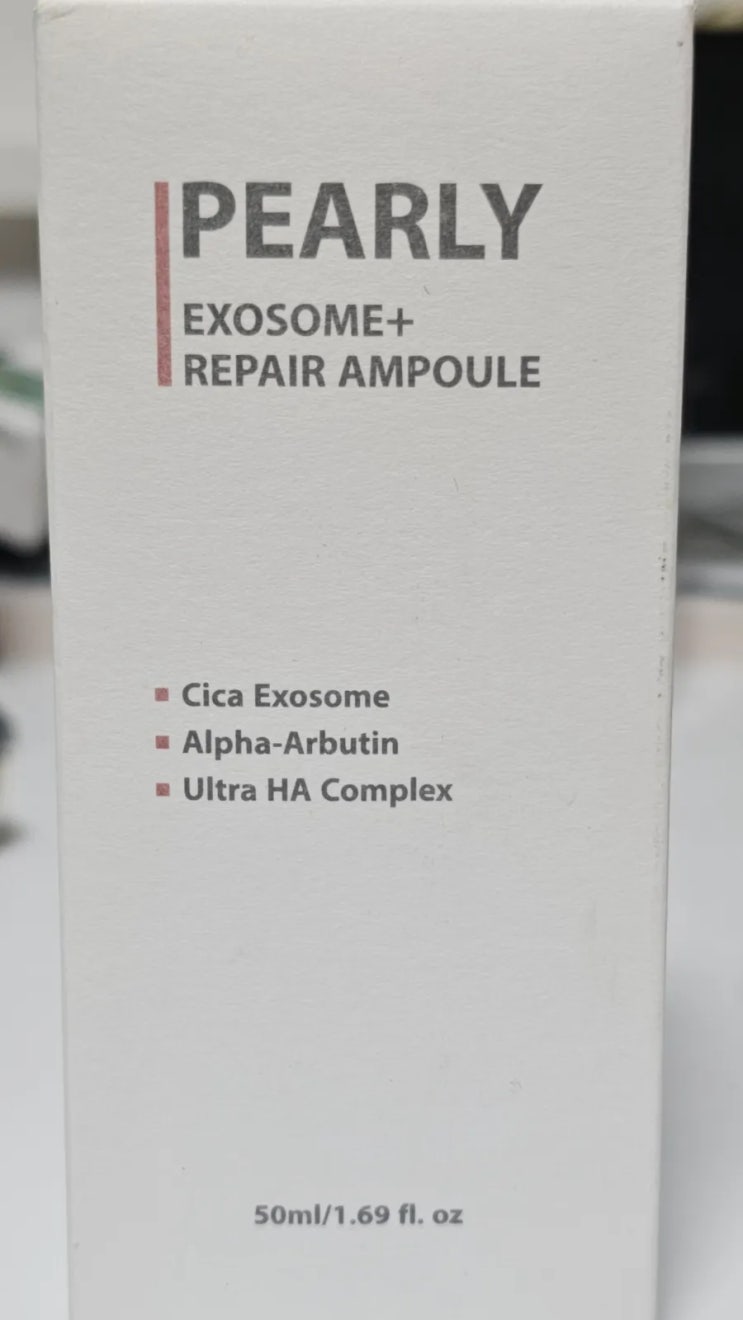 PEARLY
EXOSOME+
REPAIR AMPOULE
Cica Exosome
Alpha-Arbutin
Ultra HA Complex
50ml/1.69 fl. oz